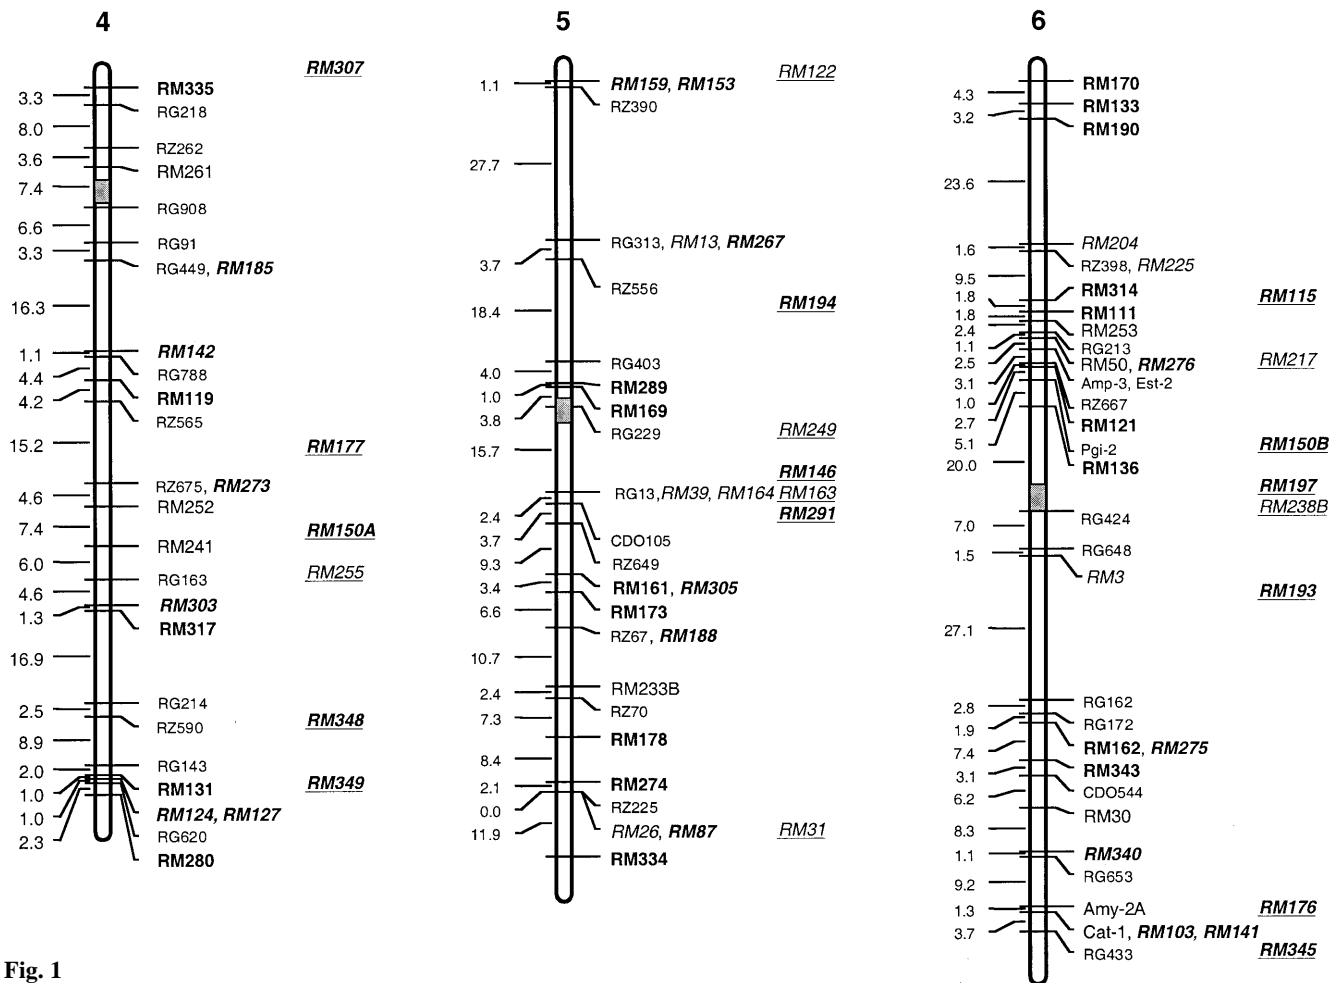 4
RM307
RM335
3.3
RG218
8.0
RZ262
3.6
RM261
7.4
RG908
6.6
RG91
3.3
RG449, RM185
16.3
RM142
1.1
RG788
4.4
RM119
4.2
RZ565
15.2
RM177
RZ675, RM273
4.6
RM252
7.4
RM150A
RM241
6.0
RM255
RG163
4.6
RM303
1.3
RM317
16.9
RG214
2.5
RM348
RZ590
8.9
RG143
2.0
RM349
RM131
1.0
RM124, RM127
1.0
RG620
2.3
RM280
5
RM122
1.1
RM159, RM153
RZ390
27.7
RG313, RM13, RM267
3.7
RZ556
RM194
18.4
RG403
4.0
RM289
1.0
RM169
3.8
RG229
RM249
15.7
RM146
RG13,RM39, RM164 RM163
2.4
RM291
3.7
CDO105
9.3
RZ649
3.4
RM161, RM305
6.6
RM173
RZ67, RM188
10.7
RM233B
2.4
RZ70
7.3
RM178
8.4
RM274
2.1
RZ225
0.0
RM26, RM87
RM31
11.9
RM334
6
RM170
4.3
RM133
3.2
RM190
23.6
RM204
1.6
RZ398, RM225
9.5
RM314
1.8
RM115
RM111
1.8
RM253
2.4
RG213
1.1
RM217
2.5
RM50, RM276
3.1
Amp-3, Est-2
1.0
RZ667
2.7
RM121
5.1
RM150B
Pgi-2
20.0
RM136
RM197
RM238B
RG424
7.0
RG648
1.5
RM3
RM193
27.1
RG162
2.8
RG172
1.9
RM162, RM275
7.4
RM343
3.1
CDO544
6.2
RM30
8.3
RM340
1.1
RG653
9.2
RM176
Amy-2A
1.3
Cat-1, RM103, RM141
3.7
RG433
RM345
Fig. 1